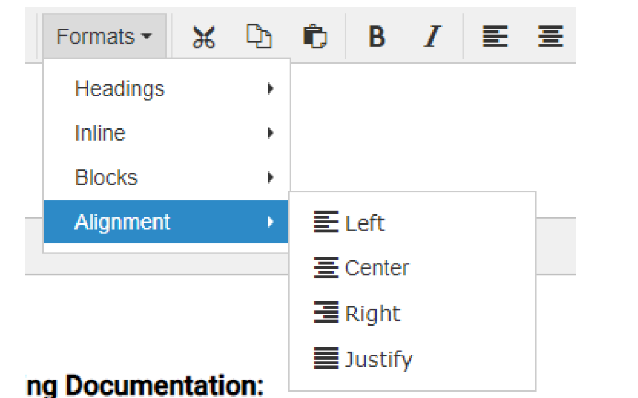 Formats
B I
Headings
Inline
Blocks
Alignment
Left
Center
Right
Justify
ng Documentation: